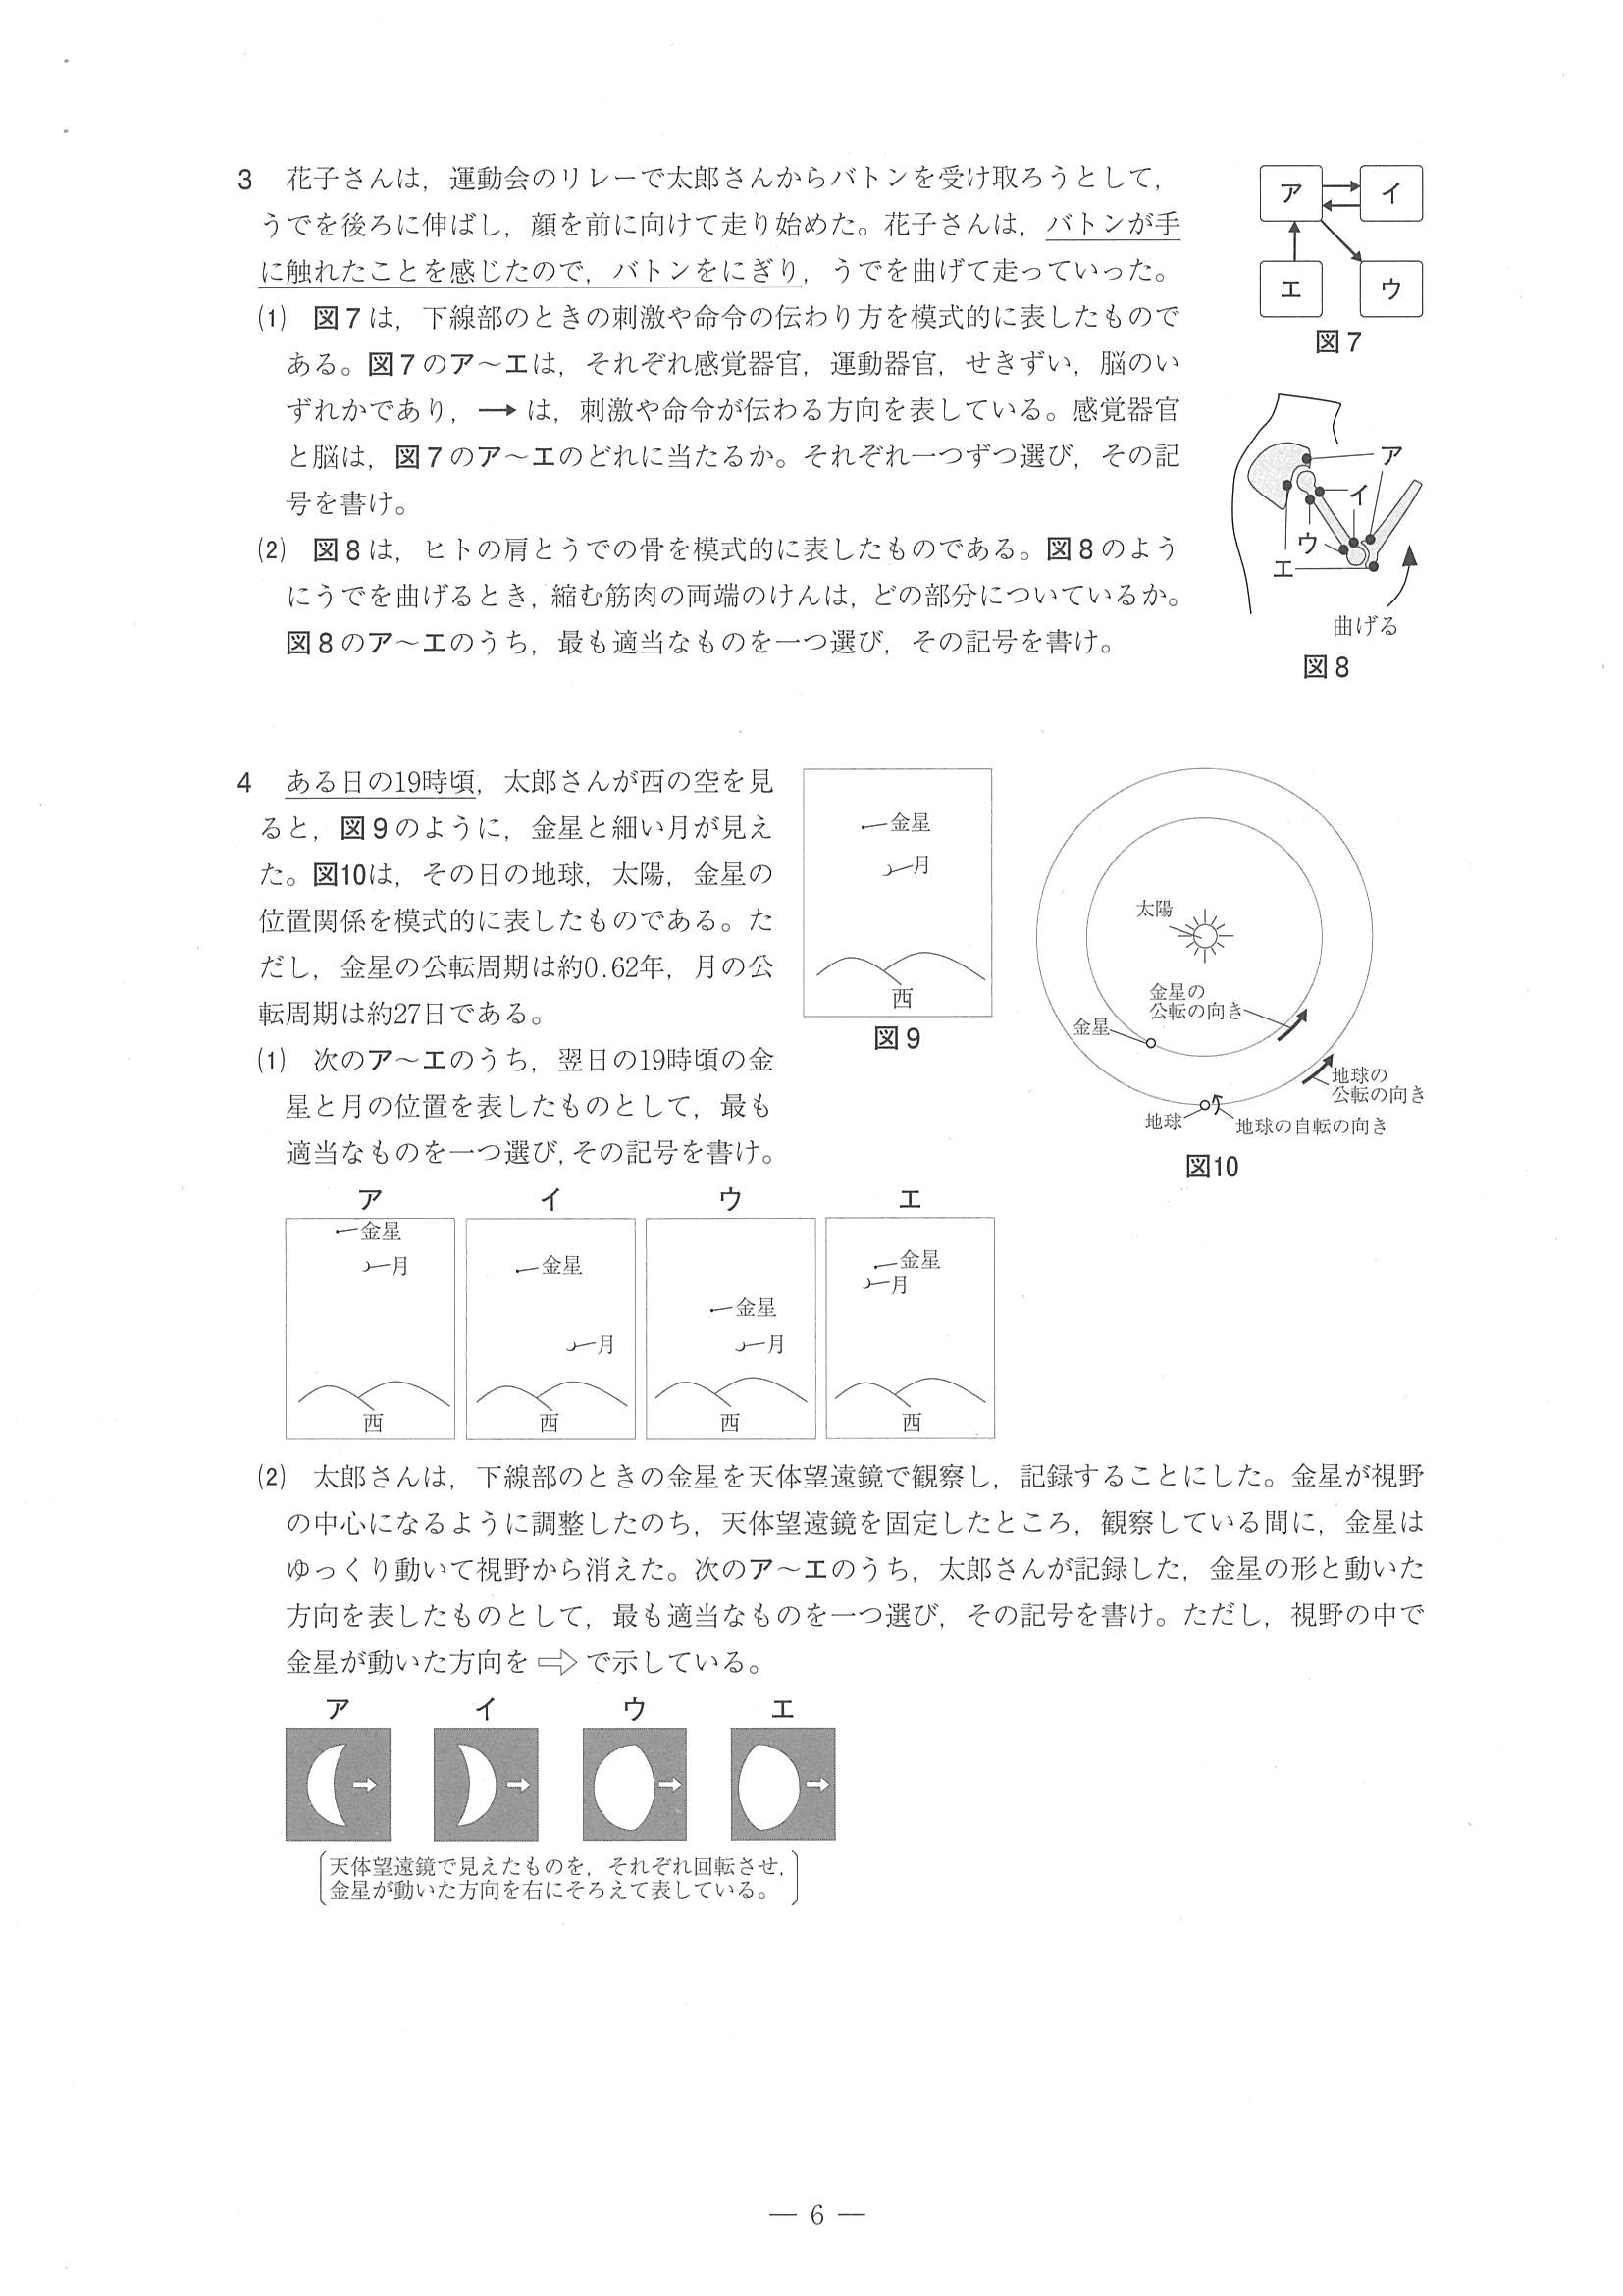 3　花子さんは，運動会のリレーで太郎さんからバトンを受け取ろうとして，
うでを後ろに伸ばし，顔を前に向けて走り始めた。花子さんは，バトンが手
に触れたことを感じたので，バトンをにぎり，うでを曲げて走っていった。
⑴　図7は，下線部のときの刺激や命令の伝わり方を模式的に表したもので
ある。図7のア～エは，それぞれ感覚器官，運動器官，せきずい，脳のい
ずれかであり，→は，刺激や命令が伝わる方向を表している。感覚器官
と脳は，図7のア～エのどれに当たるか。それぞれ一つずつ選び，その記
号を書け。
⑵　図8は，ヒトの肩とうでの骨を模式的に表したものである。図8のよう
にうでを曲げるとき，縮む筋肉の両端のけんは，どの部分についているか。
図8のア～エのうち，最も適当なものを一つ選び，その記号を書け。
ア　イ
エ　ウ
図7
ア
イ
ウ
エ
曲げる
図8
4　ある日の19時頃，太郎さんが西の空を見
ると，図9のように，金星と細い月が見え
た。図10は，その日の地球，太陽，金星の
位置関係を模式的に表したものである。た
だし，金星の公転周期は約0.62年，月の公
転周期は約27日である。
⑴　次のア～エのうち，翌日の19時頃の金
星と月の位置を表したものとして，最も
適当なものを一つ選び，その記号を書け。
金星
月
西
図9
太陽
金星の
公転の向き
金星
地球の
公転の向き
地球
地球の自転の向き
図10
ア　イ　ウ　エ
金星
月
西
金星
月
西
金星
月
西
金星
月
西
⑵　太郎さんは，下線部のときの金星を天体望遠鏡で観察し，記録することにした。金星が視野
の中心になるように調整したのち，天体望遠鏡を固定したところ，観察している間に，金星は
ゆっくり動いて視野から消えた。次のア～エのうち，太郎さんが記録した，金星の形と動いた
方向を表したものとして，最も適当なものを一つ選び，その記号を書け。ただし，視野の中で
金星が動いた方向を⇨で示している。
ア　イ　ウ　エ
天体望遠鏡で見えたものを，それぞれ回転させ，
金星が動いた方向を右にそろえて表している。
― 6 ―